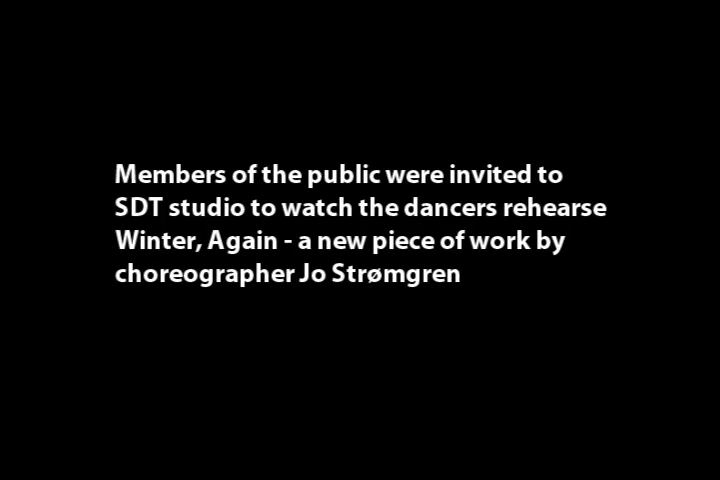 Members of the public were invited to
SDT studio to watch the dancers rehearse
Winter, Again - a new piece of work by
choreographer Jo Strømgren